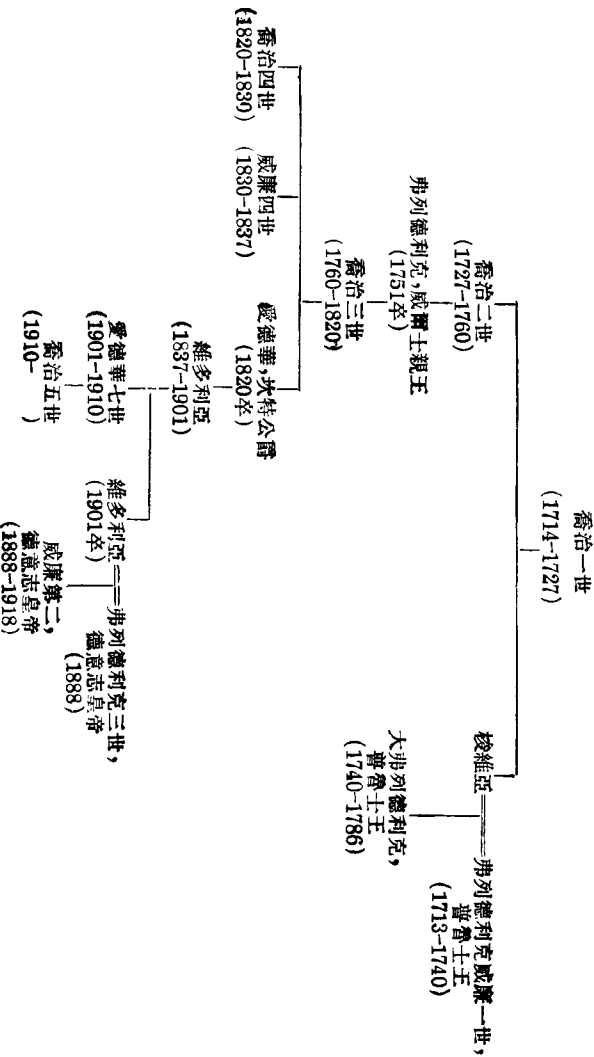 喬治一世
(1714-1727)
喬治二世
(1727-1760)
梭維亞══弗列德利克威廉一世，
普魯士王
(1713-1740)
弗列德利克，威爾士親王
(1751卒)
大弗列德利克，
普魯士王
(1740-1786)
喬治三世
(1760-1820)
喬治四世
(1820-1830)
威廉四世
(1830-1837)
愛德華，坎特公爵
(1820卒)
維多利亞
(1837-1901)
愛德華七世
(1901-1910)
維多利亞══弗列德利克三世，
(1901卒)
德意志皇帝
(1888)
喬治五世
(1910-    )
威廉第二，
德意志皇帝
(1888-1918)